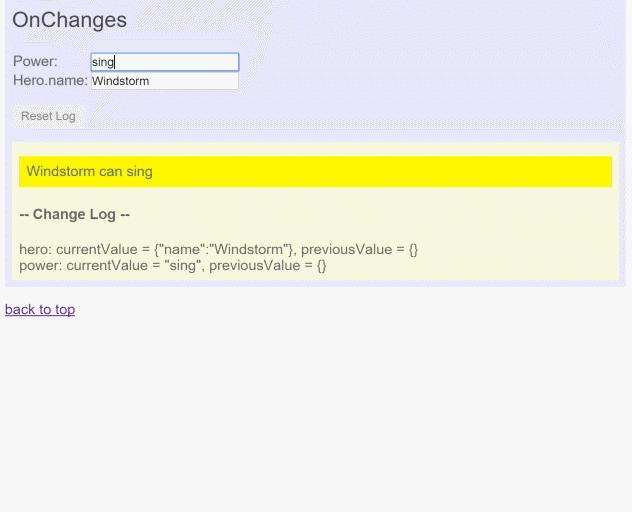 OnChanges
Power: sing
Hero.name: Windstorm
Reset Log
Windstorm can sing
-- Change Log --
hero: currentValue = {"name":"Windstorm"}, previousValue = {}
power: currentValue = "sing", previousValue = {}
back to top